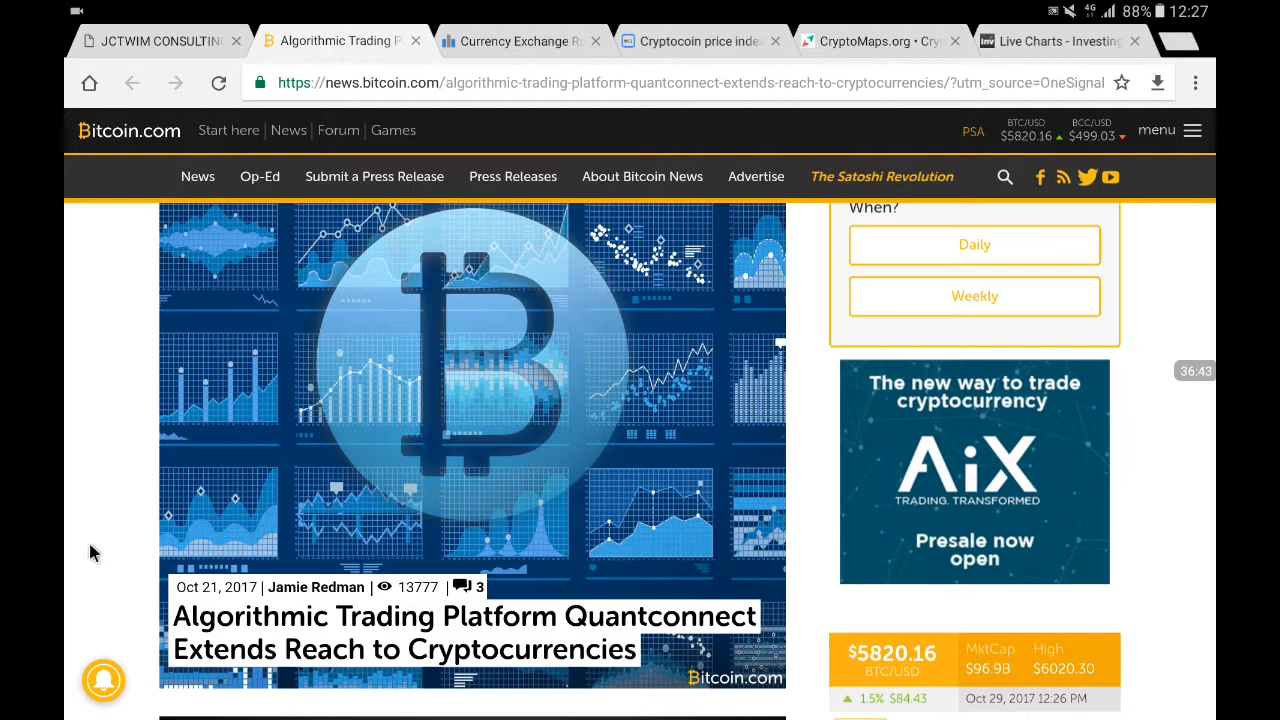 4G 88% 12:27
JCTWIM CONSULTIN
Algorithmic Trading P
Currency Exchange R
Cryptocoin price index
CryptoMaps.org • Cry
Inv Live Charts - Investing
https://news.bitcoin.com/algorithmic-trading-platform-quantconnect-extends-reach-to-cryptocurrencies/?utm_source=OneSignal
Bitcoin.com
Start here | News | Forum | Games
PSA
BTC/USD
$5820.16
BCC/USD
$499.03
menu
News
Op-Ed
Submit a Press Release
Press Releases
About Bitcoin News
Advertise
The Satoshi Revolution
When?
Daily
Weekly
36:43
The new way to trade
cryptocurrency
AiX
TRADING. TRANSFORMED
Presale now
open
Oct 21, 2017 | Jamie Redman | 13777 | 3
Algorithmic Trading Platform Quantconnect
Extends Reach to Cryptocurrencies
Bitcoin.com
$5820.16
BTC/USD
MktCap
$96.9B
High
$6020.30
1.5% $84.43
Oct 29, 2017 12:26 PM